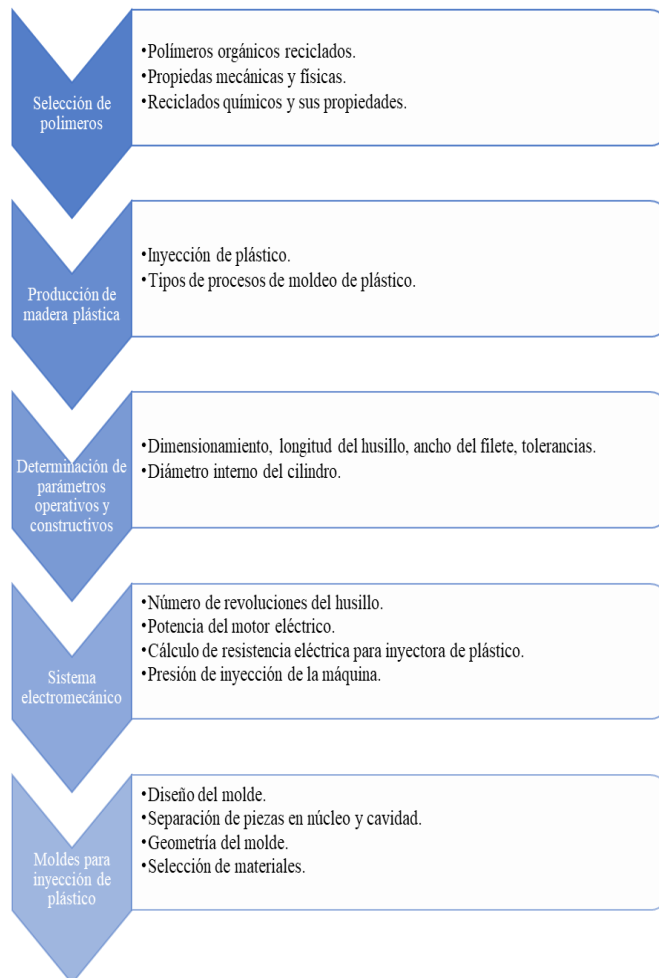 Selección de
polimeros
•Polímeros orgánicos reciclados.
•Propiedas mecánicas y físicas.
•Reciclados químicos y sus propiedades.
Producción de
madera plástica
•Inyección de plástico.
•Tipos de procesos de moldeo de plástico.
Determinación de
parámetros
operativos y
constructivos
•Dimensionamiento, longitud del husillo, ancho del filete, tolerancias.
•Diámetro interno del cilindro.
Sistema
electromecánico
•Número de revoluciones del husillo.
•Potencia del motor eléctrico.
•Cálculo de resistencia eléctrica para inyectora de plástico.
•Presión de inyección de la máquina.
Moldes para
inyección de
plástico
•Diseño del molde.
•Separación de piezas en núcleo y cavidad.
•Geometría del molde.
•Selección de materiales.